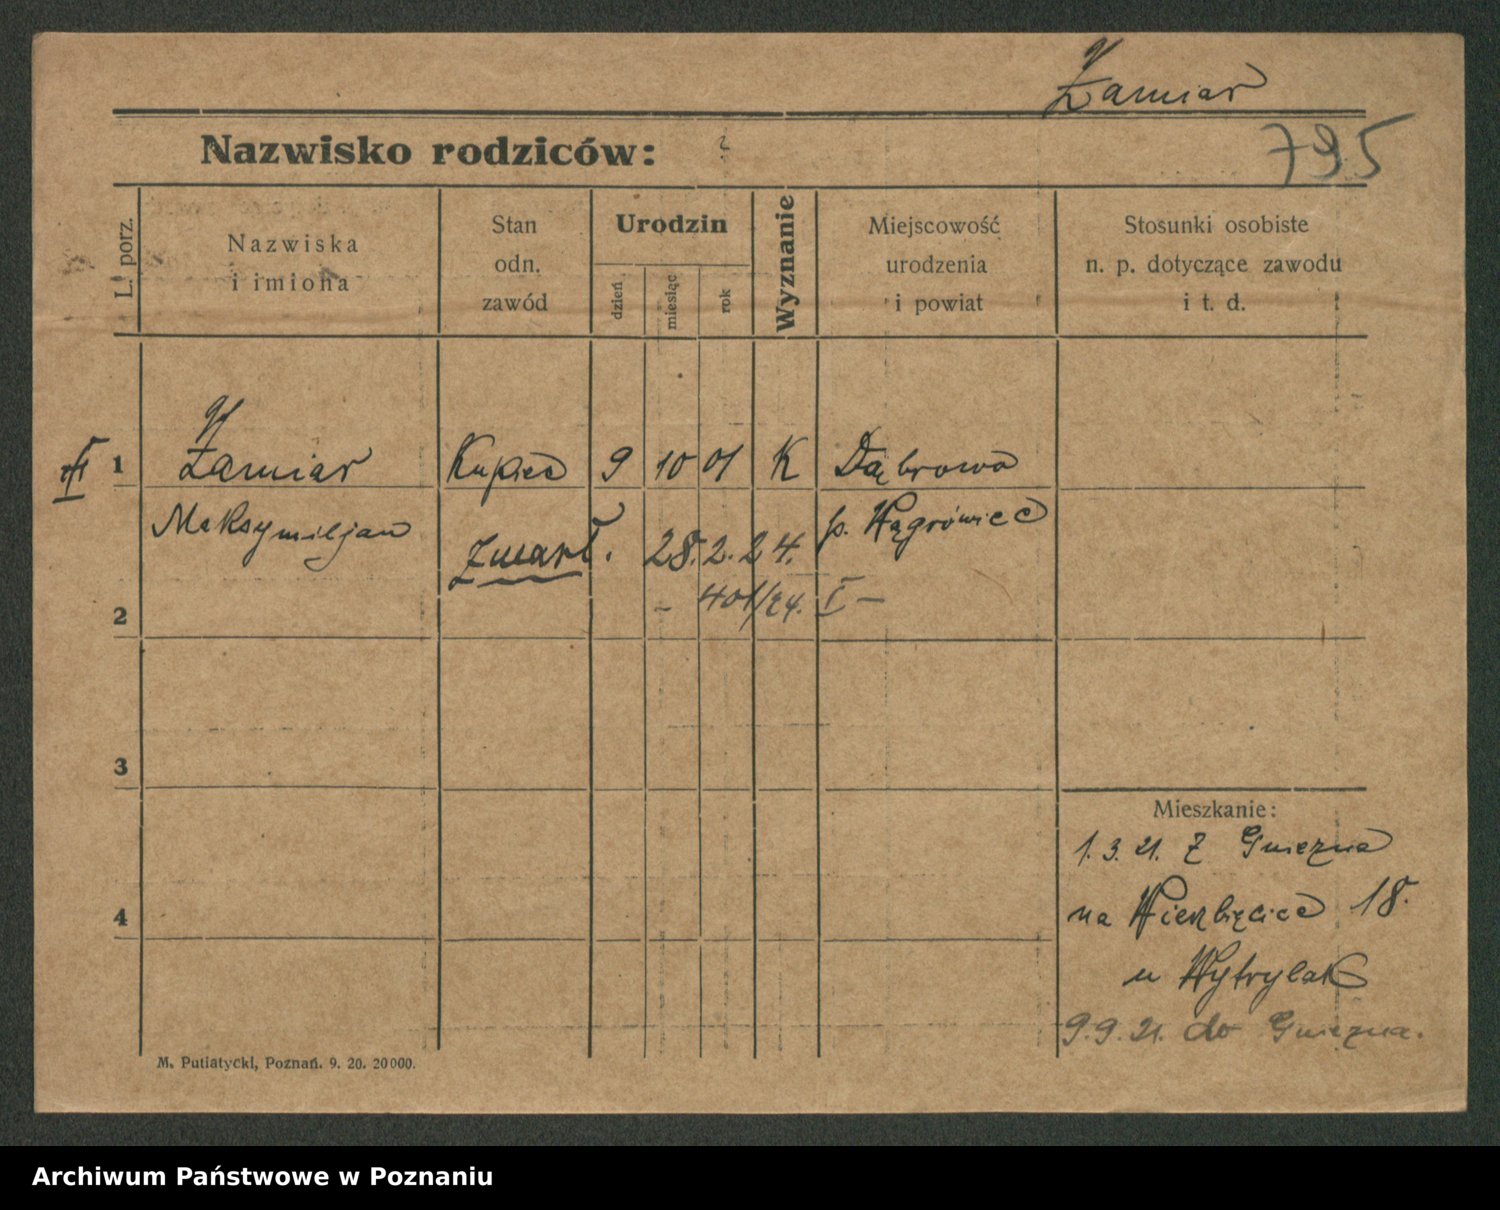 Żamiar
Nazwisko rodziców:
795
L. porz.
Nazwiska
i imiona
Stan
odn.
zawód
Urodzin
dzień
miesiąc
rok
Wyznanie
Miejscowość
urodzenia
i powiat
Stosunki osobiste
n. p. dotyczące zawodu
i t. d.
1 Żamiar Kupiec 9 10 01 K Dąbrowa
Maksymiljan p. Wągrówiec
zmarł. 28. 2. 24.
2 — 401/24. I —
3
Mieszkanie:
1. 3. 21. Z Gniezna
4 na Wierzbięcice 18.
u Wytrylak
9. 9. 21. do Gniezna.
M. Putiatycki, Poznań. 9. 20. 20000.
Archiwum Państwowe w Poznaniu